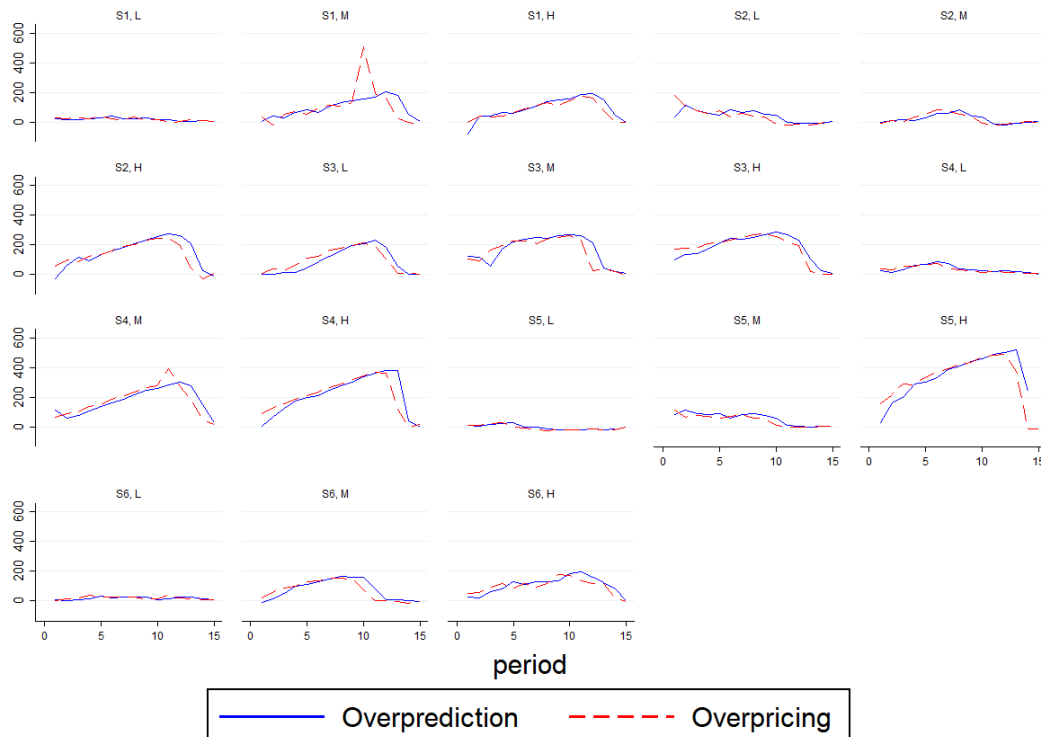 S1, L S1, M S1, H S2, L S2, M
600
400
200
0
S2, H S3, L S3, M S3, H S4, L
600
400
200
0
S4, M S4, H S5, L S5, M S5, H
600
400
200
0
0 5 10 15 0 5 10 15
S6, L S6, M S6, H
600
400
200
0
0 5 10 15 0 5 10 15 0 5 10 15
period
Overprediction Overpricing